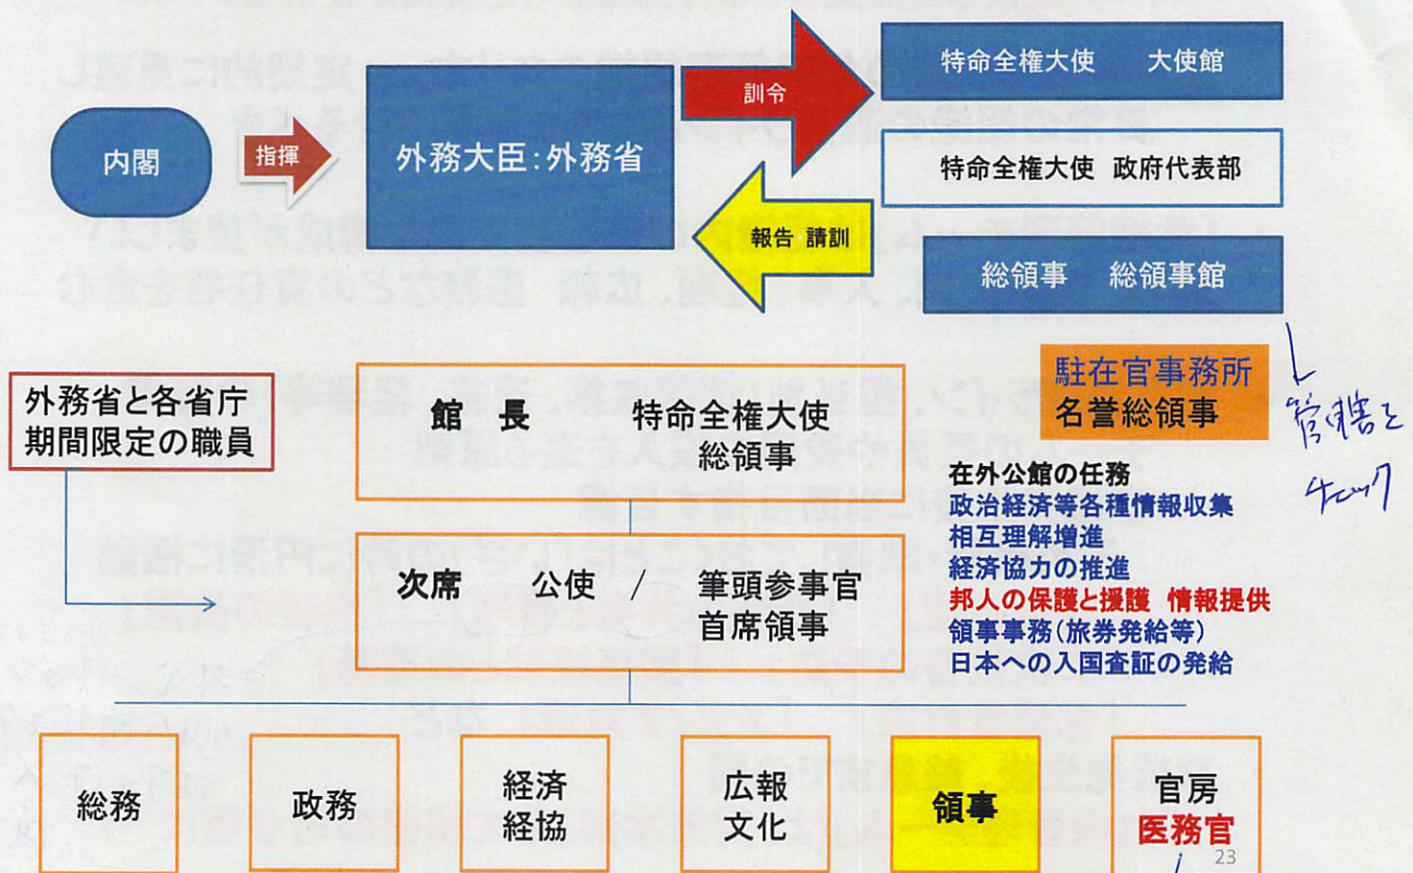 内閣
指揮
外務大臣:外務省
訓令
報告 請訓
特命全権大使 大使館
特命全権大使 政府代表部
総領事 総領事館
管轄を
チェック
外務省と各省庁
期間限定の職員
館 長 特命全権大使
総領事
駐在官事務所
名誉総領事
在外公館の任務
政治経済等各種情報収集
相互理解増進
経済協力の推進
邦人の保護と援護 情報提供
領事事務(旅券発給等)
日本への入国査証の発給
次席 公使 / 筆頭参事官
首席領事
総務
政務
経済
経協
広報
文化
領事
官房
医務官
23